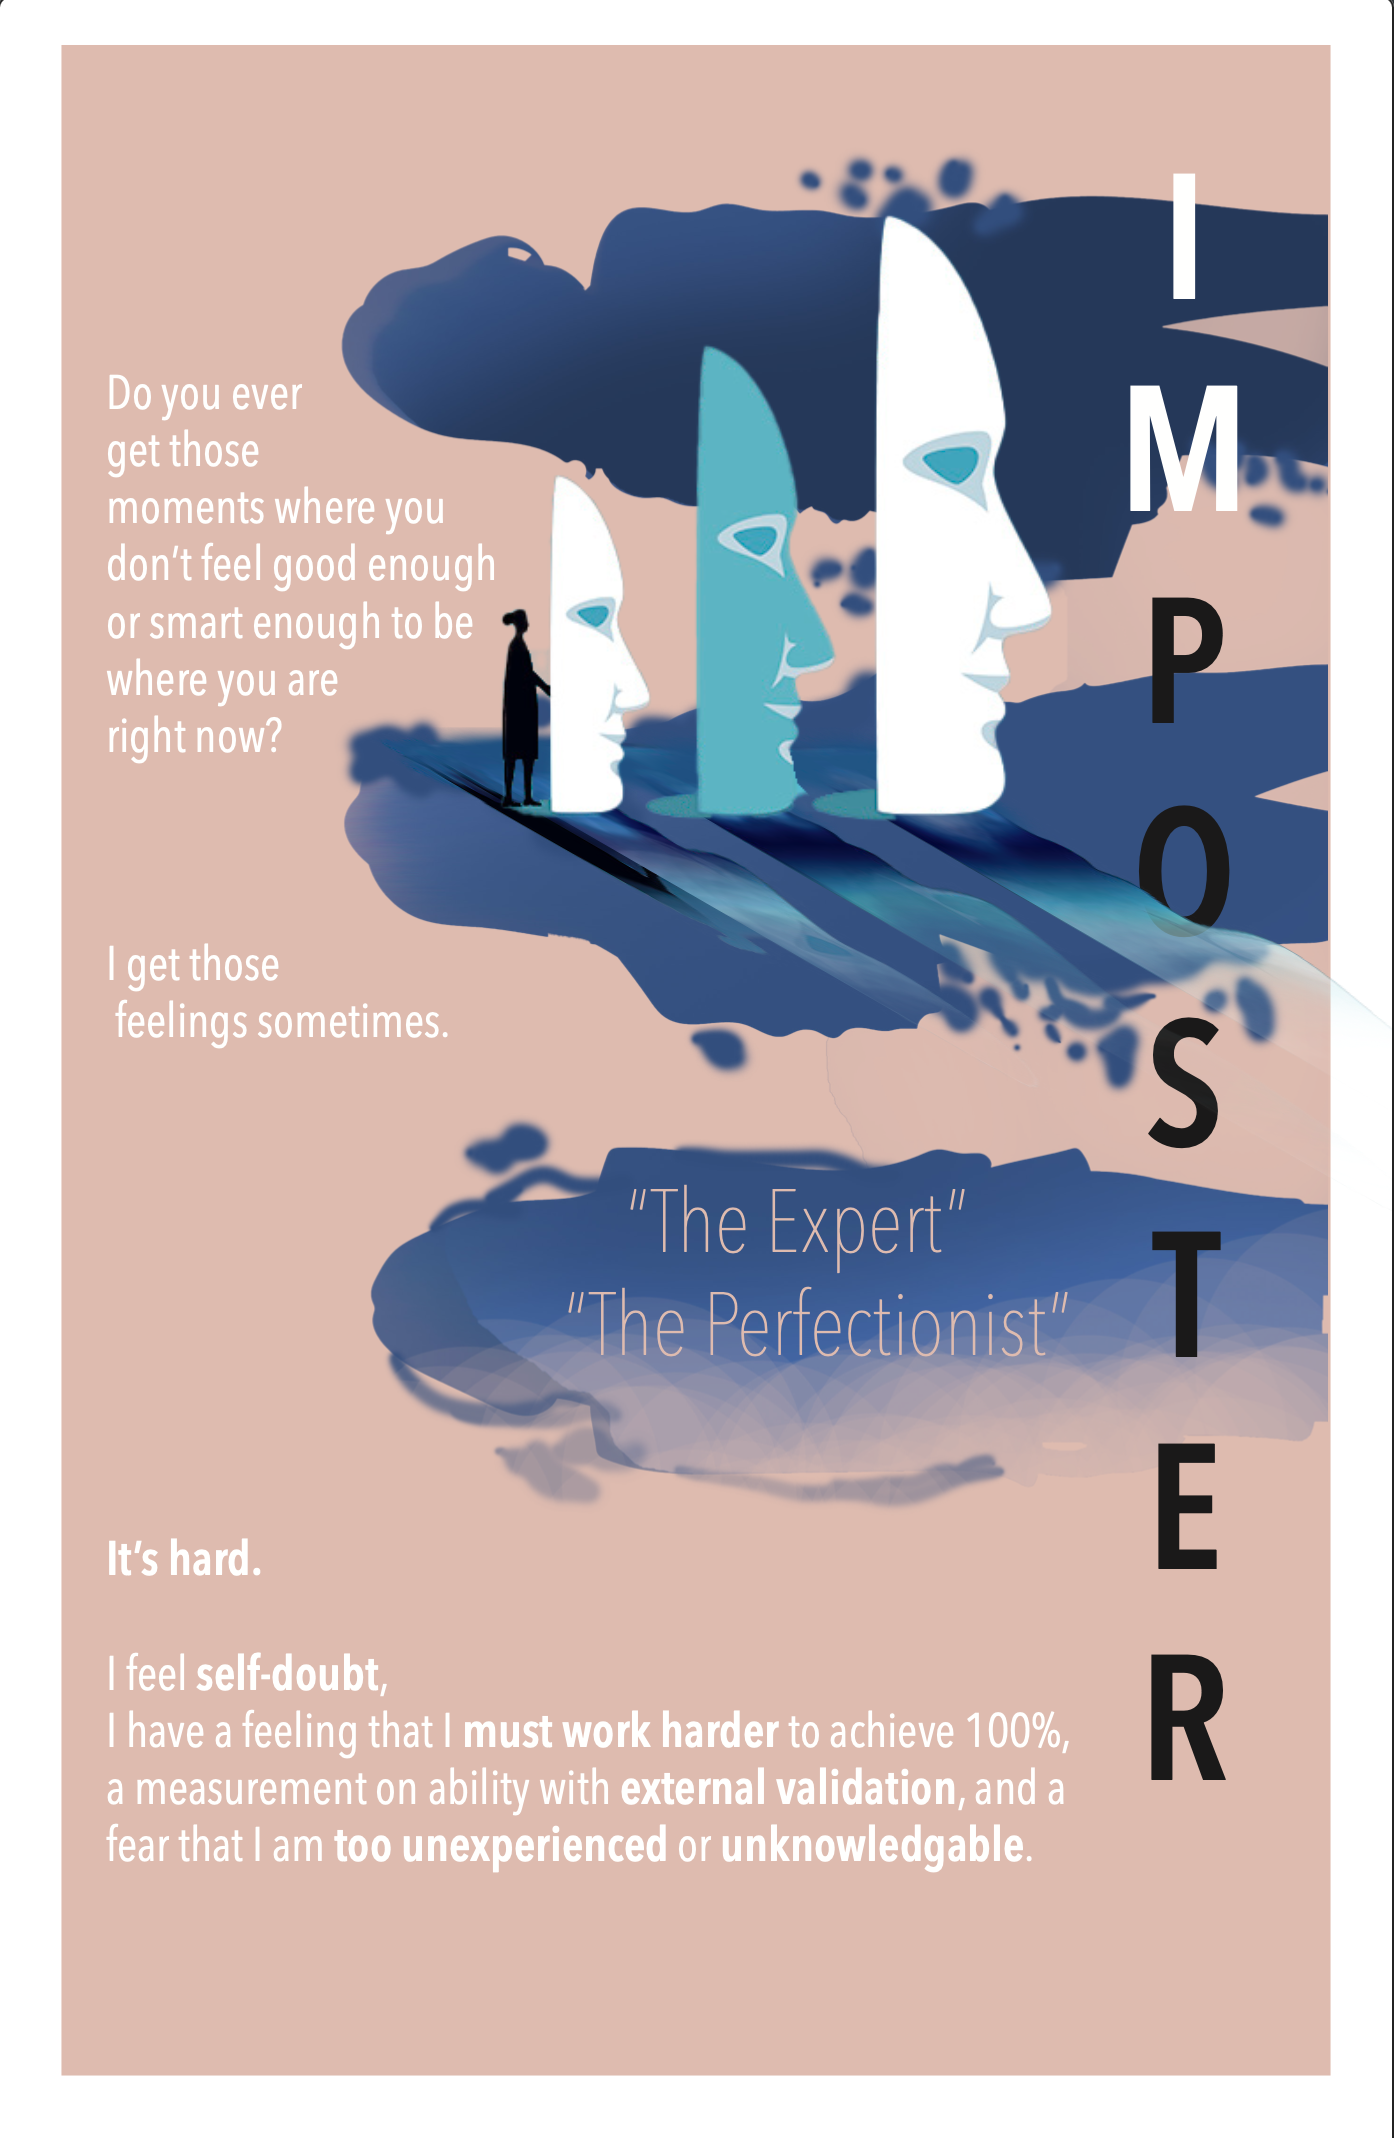 IMPOSTER
Do you ever
get those
moments where you
don't feel good enough
or smart enough to be
where you are
right now?
I get those
feelings sometimes.
"The Expert"
"The Perfectionist"
It's hard.
I feel self-doubt,
I have a feeling that I must work harder to achieve 100%,
a measurement on ability with external validation, and a
fear that I am too unexperienced or unknowledgable.